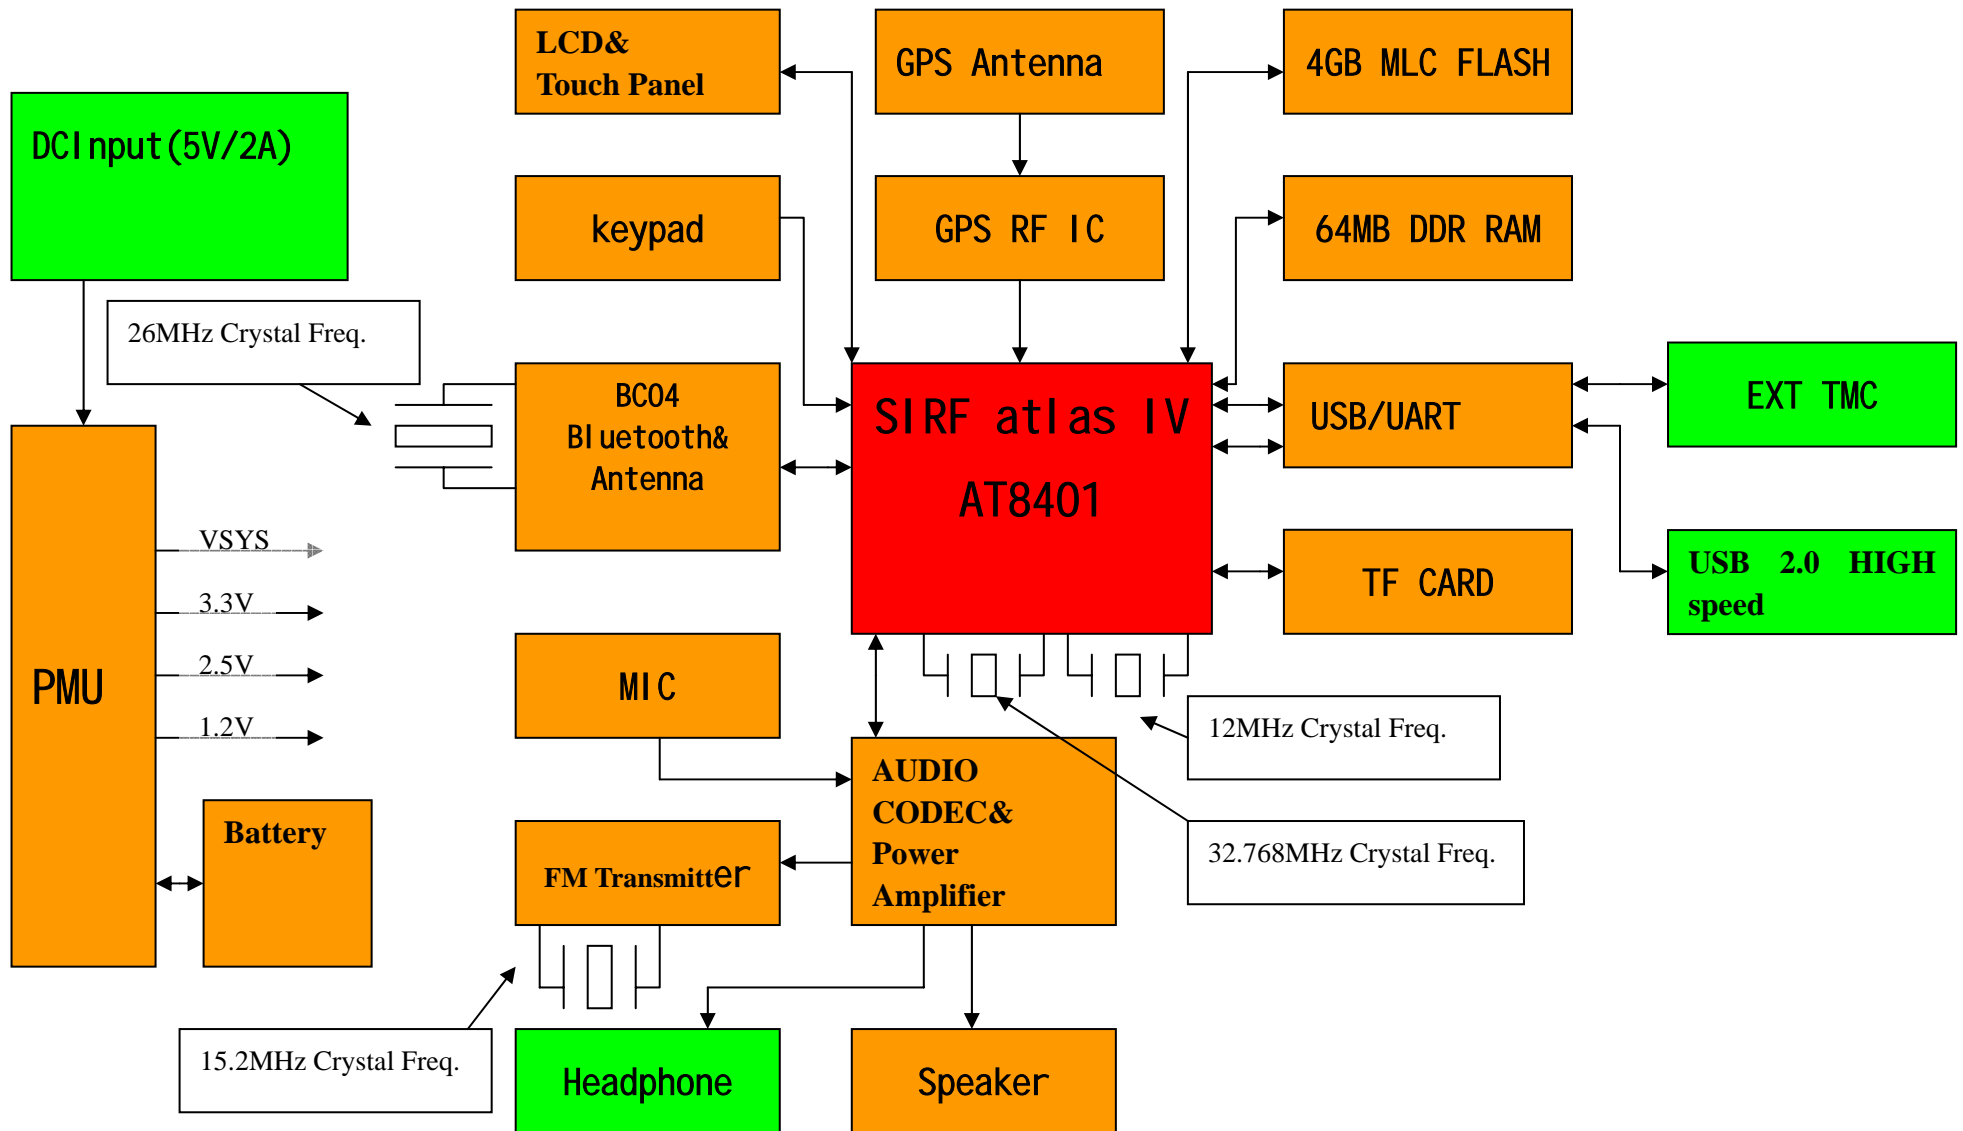 LCD&
Touch Panel
GPS Antenna
4GB MLC FLASH
DCInput(5V/2A)
keypad
GPS RF IC
64MB DDR RAM
26MHz Crystal Freq.
BC04
Bluetooth&
Antenna
SIRF atlas IV
AT8401
USB/UART
EXT TMC
VSYS
3.3V
2.5V
1.2V
PMU
TF CARD
USB 2.0 HIGH
speed
MIC
12MHz Crystal Freq.
AUDIO
CODEC&
Power
Amplifier
Battery
FM Transmitter
32.768MHz Crystal Freq.
15.2MHz Crystal Freq.
Headphone
Speaker